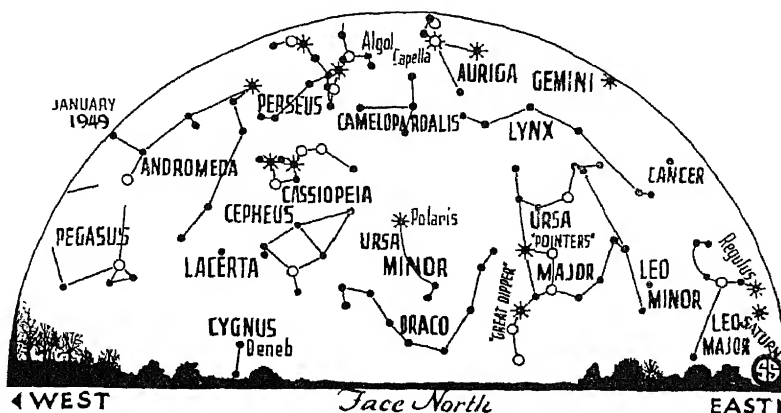 Algol
Capella
AURIGA
GEMINI
JANUARY
1949
PERSEUS
CAMELOPARDALIS
LYNX
ANDROMEDA
CANCER
CASSIOPEIA
CEPHEUS
Polaris
URSA
MINOR
URSA
"POINTERS"
MAJOR
PEGASUS
LACERTA
LEO
MINOR
Regulus
"GREAT DIPPER"
DRACO
SATURN
LEO
MAJOR
CYGNUS
Deneb
WEST
Face North
EAST